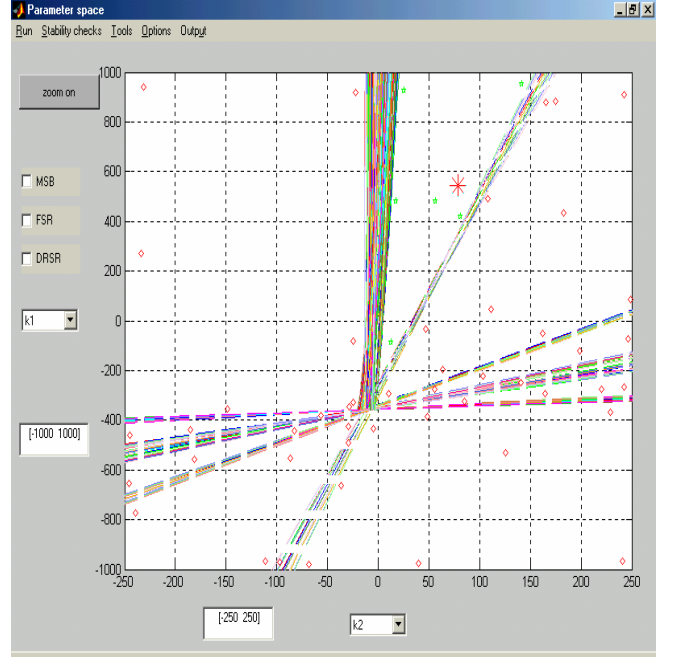 Parameter space
Run Stability checks Tools Options Output
zoom on
MSB
FSR
DRSR
k1
[-1000 1000]
1000
800
600
400
200
0
-200
-400
-600
-800
-1000
-250 -200 -150 -100 -50 0 50 100 150 200 250
[-250 250]
k2